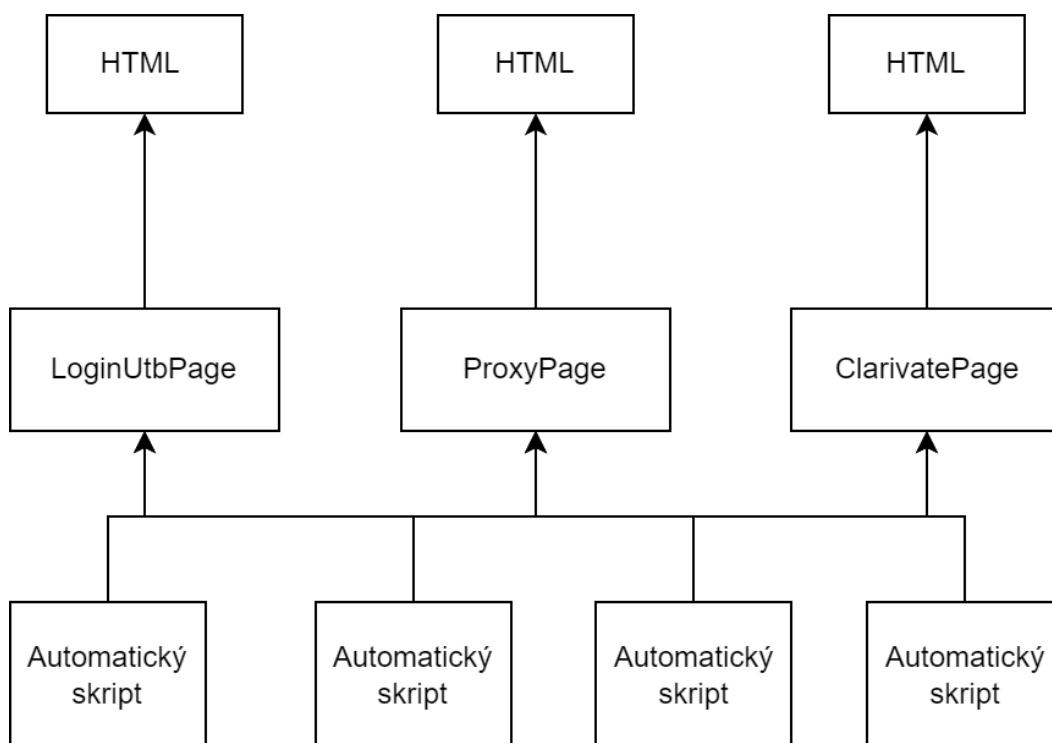 HTML
HTML
HTML
LoginUtbPage
ProxyPage
ClarivatePage
Automatický
skript
Automatický
skript
Automatický
skript
Automatický
skript